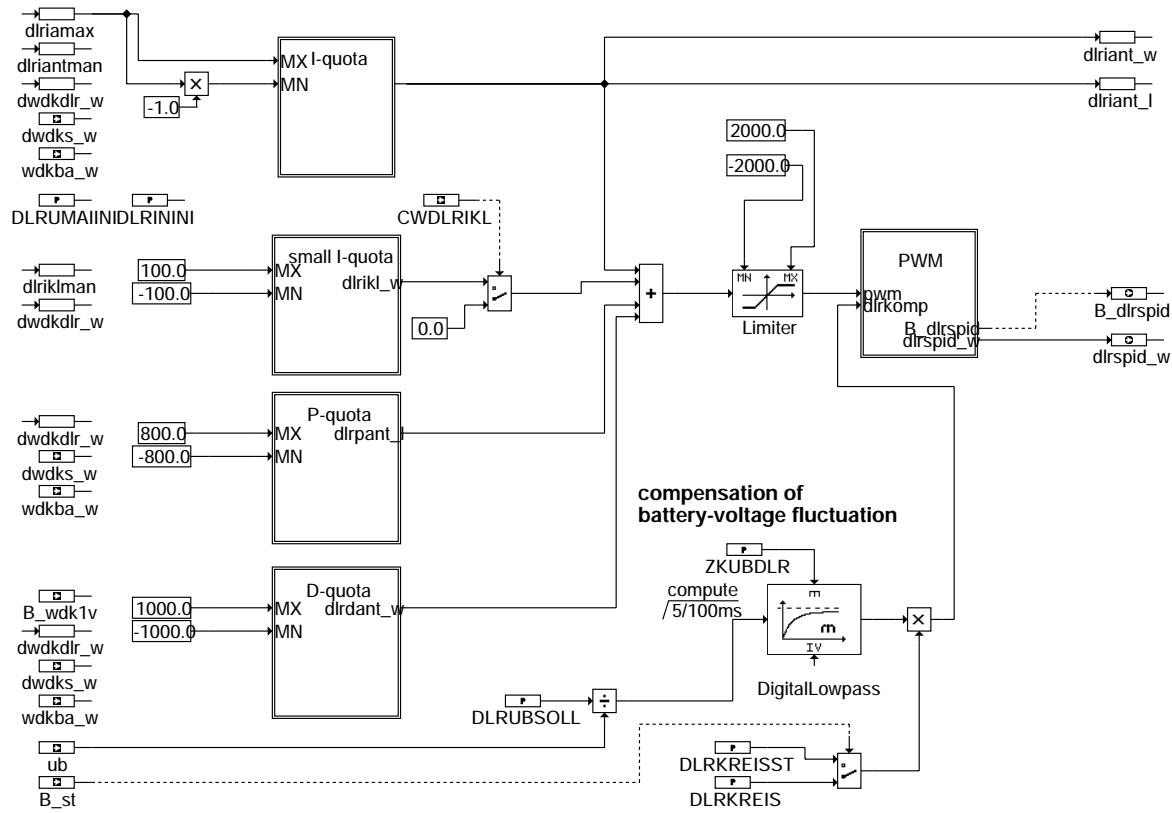 dlriamax
dlriantman
dwdkdlr_w
dwdks_w
wdkba_w
-1.0
MX
MN
I-quota
dlriant_w
dlriant_l
DLRUMAIINI
DLRININI
CWDLRIKL
2000.0
-2000.0
dlriklman
dwdkdlr_w
100.0
-100.0
MX
MN
small I-quota
dlrikl_w
0.0
+
MN
MX
Limiter
PWM
pwm
dlrkomp
B_dlrspid
dlrspid_w
B_dlrspid
dlrspid_w
dwdkdlr_w
dwdks_w
wdkba_w
800.0
-800.0
MX
MN
P-quota
dlrpant_l
compensation of
battery-voltage fluctuation
ZKUBDLR
compute
/5/100ms
m
m
IV
DigitalLowpass
B_wdk1v
dwdkdlr_w
dwdks_w
wdkba_w
1000.0
-1000.0
MX
MN
D-quota
dlrdant_w
DLRUBSOLL
÷
ub
B_st
DLRKREISST
DLRKREIS